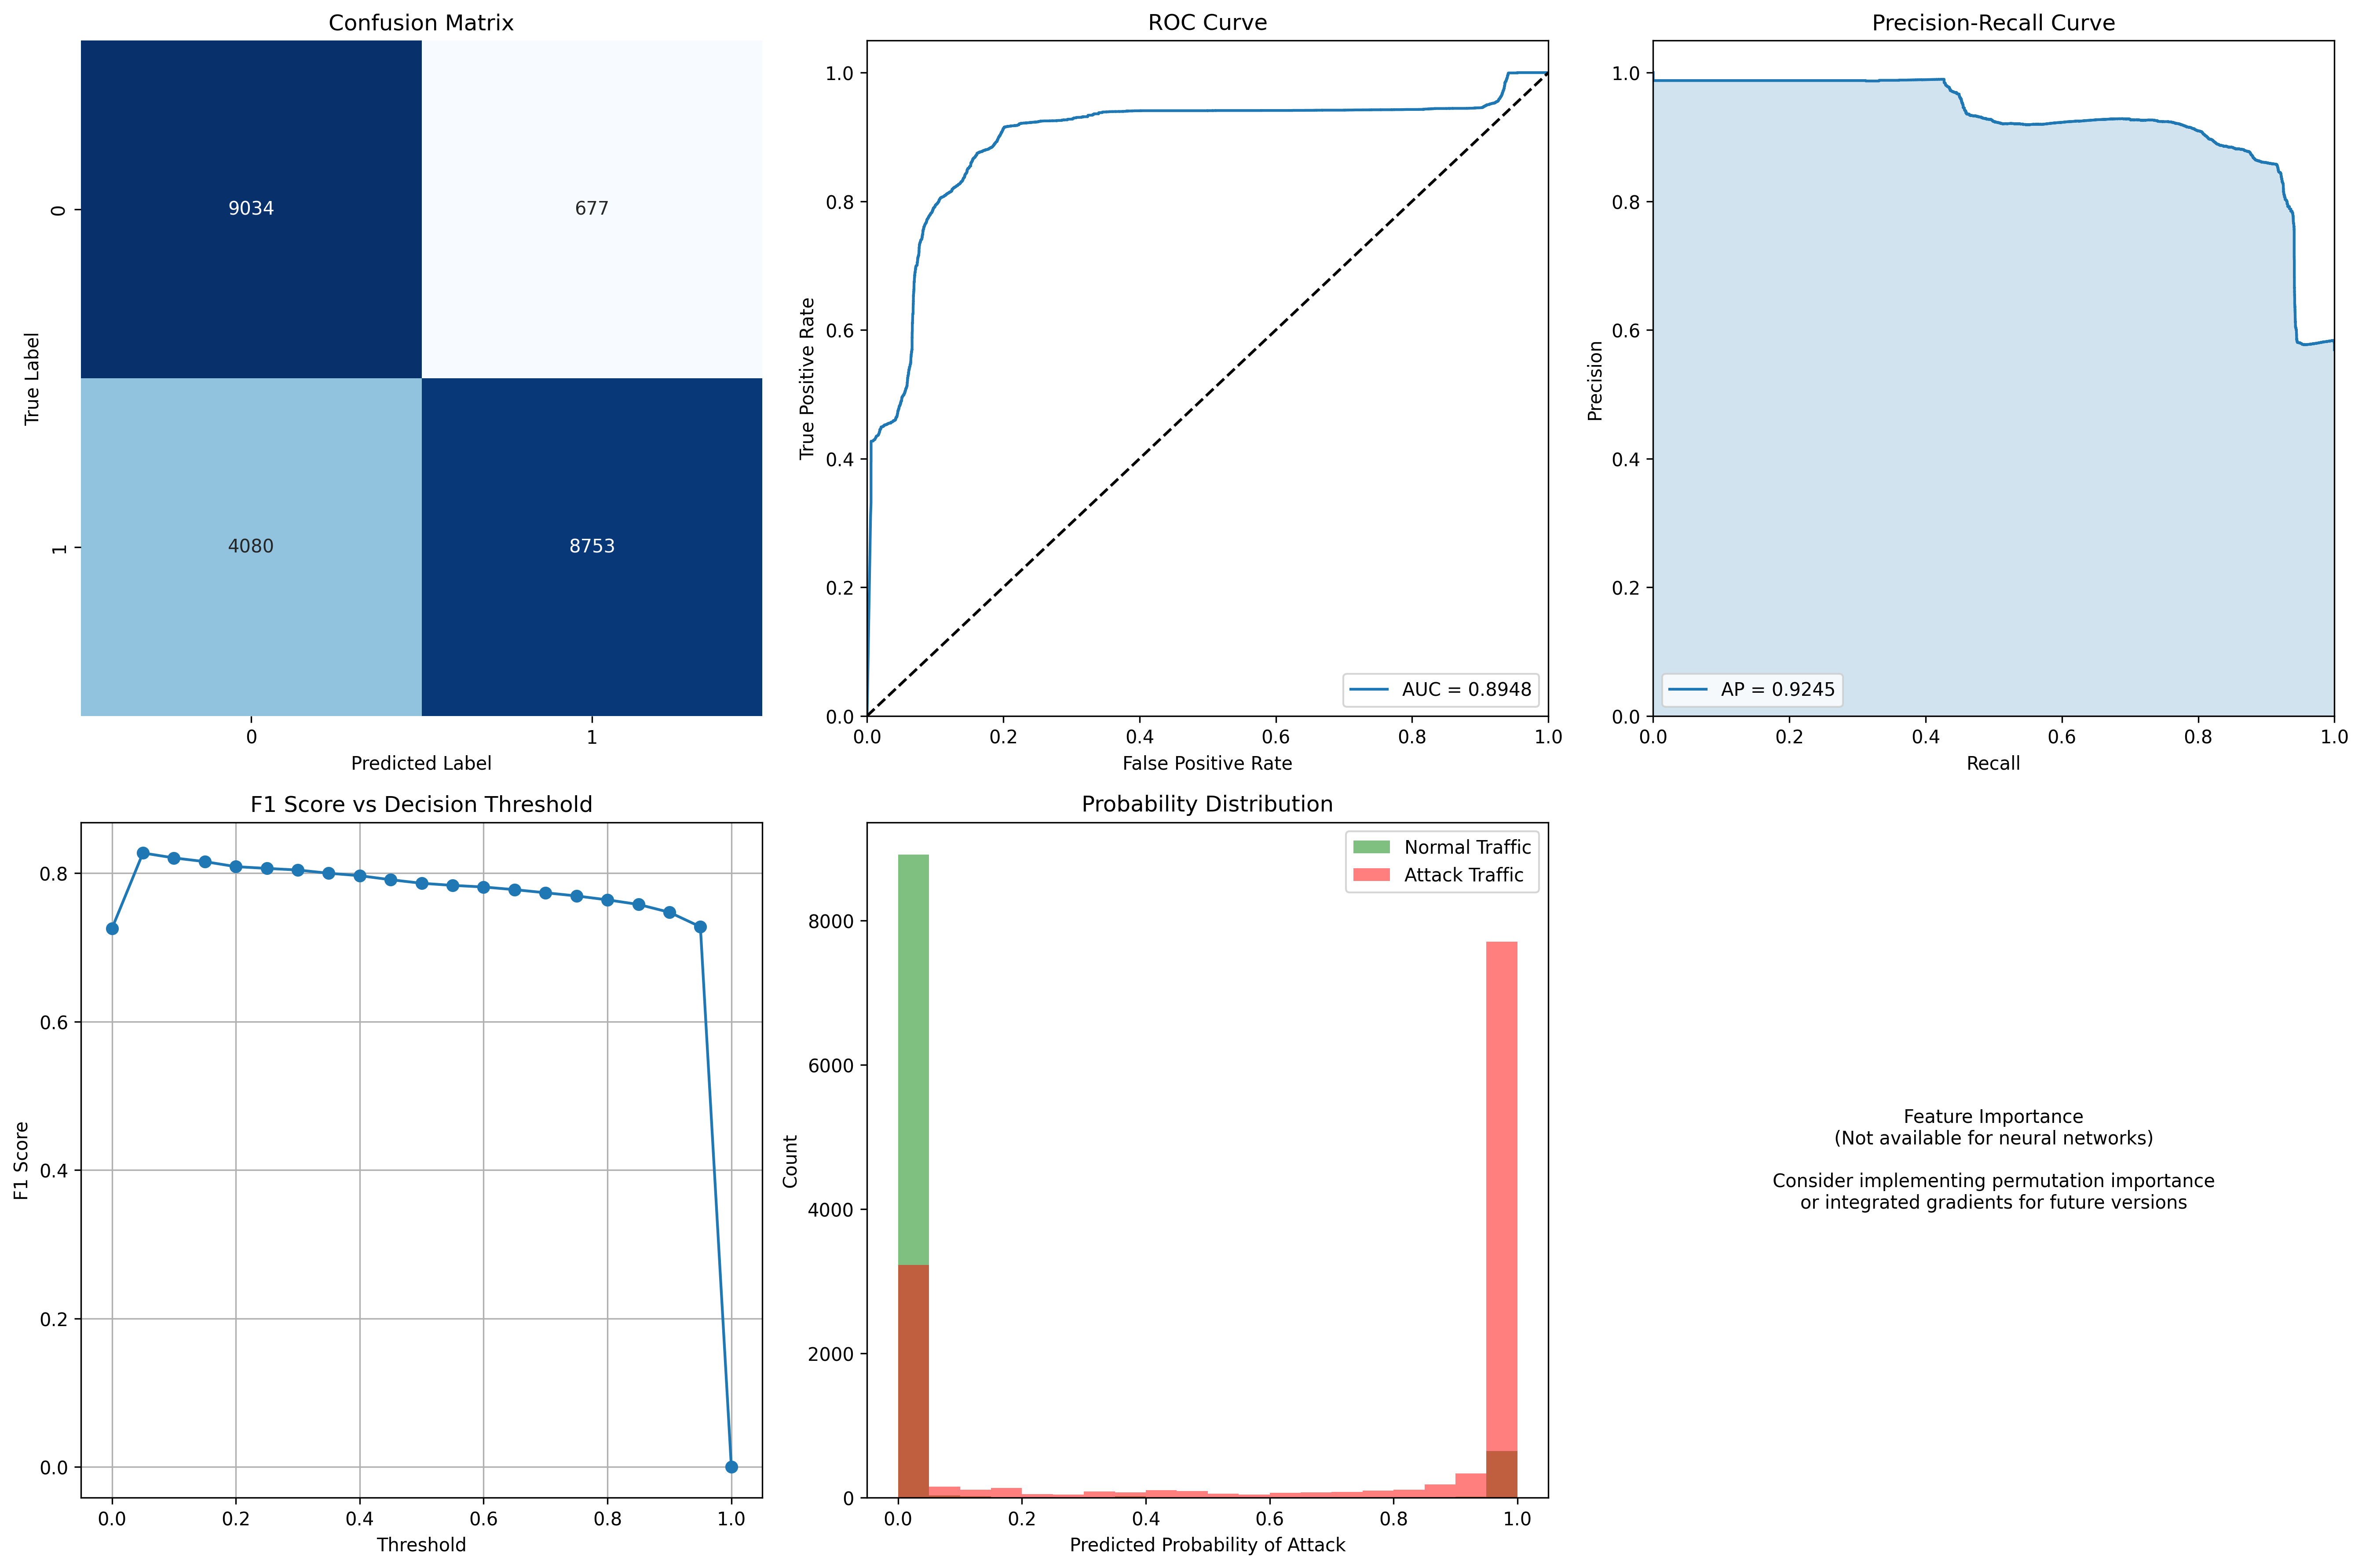 Confusion Matrix
0
1
True Label
9034
677
4080
8753
0
1
Predicted Label
ROC Curve
1.0
0.8
0.6
0.4
0.2
0.0
True Positive Rate
AUC = 0.8948
0.0
0.2
0.4
0.6
0.8
1.0
False Positive Rate
Precision-Recall Curve
1.0
0.8
0.6
0.4
0.2
0.0
Precision
AP = 0.9245
0.0
0.2
0.4
0.6
0.8
1.0
Recall
F1 Score vs Decision Threshold
0.8
0.6
0.4
0.2
0.0
F1 Score
0.0
0.2
0.4
0.6
0.8
1.0
Threshold
Probability Distribution
Normal Traffic
Attack Traffic
8000
6000
4000
2000
0
Count
0.0
0.2
0.4
0.6
0.8
1.0
Predicted Probability of Attack
Feature Importance
(Not available for neural networks)
Consider implementing permutation importance
or integrated gradients for future versions